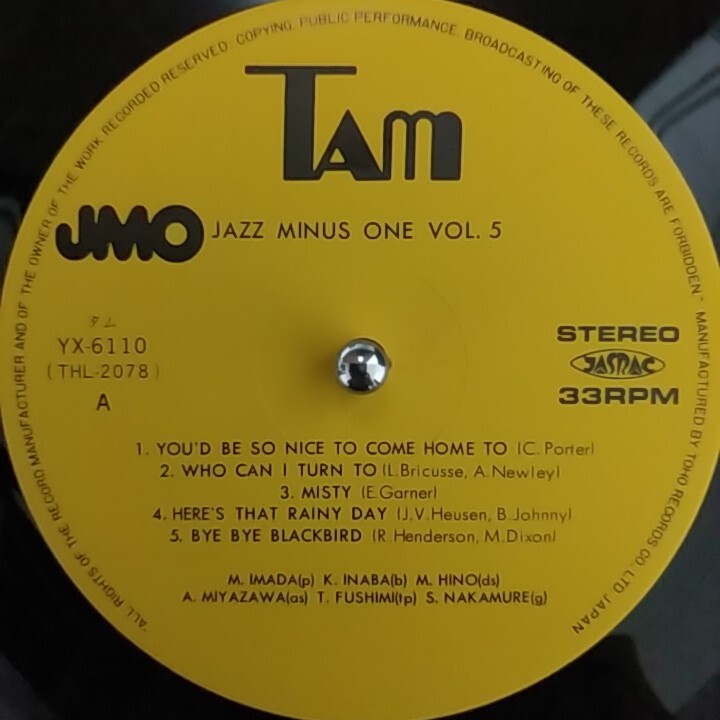 "ALL RIGHTS OF THE RECORD MANUFACTURER AND OF THE OWNER OF THE WORK RECORDED RESERVED. COPYING, PUBLIC PERFORMANCE, BROADCASTING OF THESE RECORDS ARE FORBIDDEN." MANUFACTURED BY TOHO RECORDS CO., LTD JAPAN
TAM
JMO JAZZ MINUS ONE VOL. 5
タム
YX-6110
(THL-2078)
A
STEREO
JASRAC
33RPM
1. YOU'D BE SO NICE TO COME HOME TO (C. Porter)
2. WHO CAN I TURN TO (L. Bricusse, A. Newley)
3. MISTY (E. Garner)
4. HERE'S THAT RAINY DAY (J.V. Heusen, B. Johnny)
5. BYE BYE BLACKBIRD (R. Henderson, M. Dixon)
M. IMADA(p) K. INABA(b) M. HINO(ds)
A. MIYAZAWA(as) T. FUSHIMI(tp) S. NAKAMURE(g)